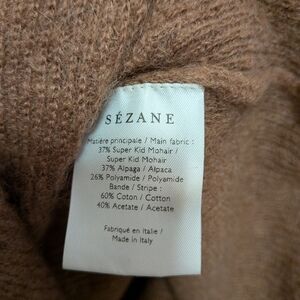 SÉZANE
Matière principale / Main fabric :
37% Super Kid Mohair /
Super Kid Mohair
37% Alpaga / Alpaca
26% Polyamide / Polyamide
Bande / Stripe :
60% Coton / Cotton
40% Acetate / Acetate
Fabriqué en Italie /
Made in Italy